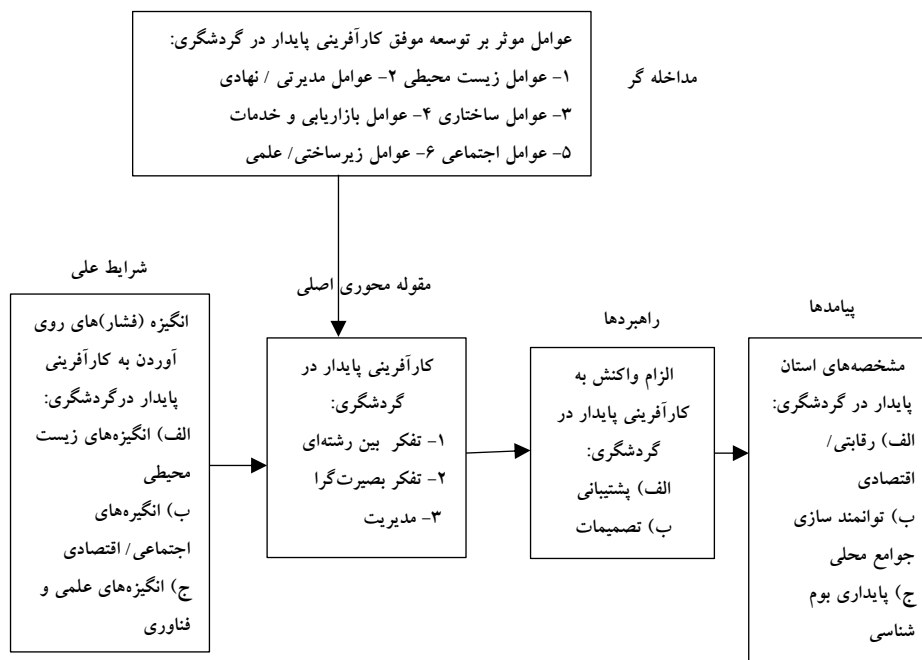 عوامل موثر بر توسعه موفق کارآفرینی پایدار در گردشگری:
۱- عوامل زیست محیطی ۲- عوامل مدیرتی / نهادی
۳- عوامل ساختاری ۴- عوامل بازاریابی و خدمات
۵- عوامل اجتماعی ۶- عوامل زیرساختی/ علمی
مداخله گر
شرایط علی
انگیزه (فشار)های روی
آوردن به کارآفرینی
پایدار درگردشگری:
الف) انگیزه‌های زیست
محیطی
ب) انگیره‌های
اجتماعی/ اقتصادی
ج) انگیزه‌های علمی و
فناوری
مقوله محوری اصلی
کارآفرینی پایدار در
گردشگری:
۱- تفکر بین رشته‌ای
۲- تفکر بصیرت‌گرا
۳- مدیریت
راهبردها
الزام واکنش به
کارآفرینی پایدار در
گردشگری:
الف) پشتیبانی
ب) تصمیمات
پیامدها
مشخصه‌های استان
پایدار در گردشگری:
الف) رقابتی/
اقتصادی
ب) توانمند سازی
جوامع محلی
ج) پایداری بوم
شناسی